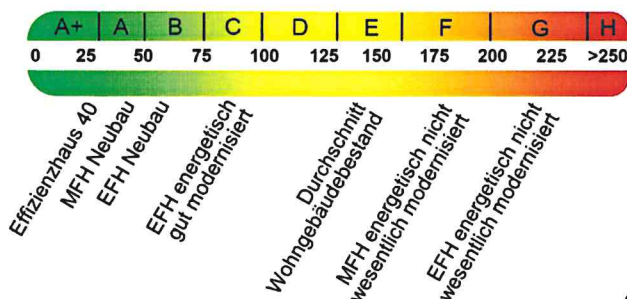 A+ A B C D E F G H
0 25 50 75 100 125 150 175 200 225 >250
Effizienzhaus 40
MFH Neubau
EFH Neubau
EFH energetisch
gut modernisiert
Durchschnitt
Wohngebäudebestand
MFH energetisch nicht
wesentlich modernisiert
EFH energetisch nicht
wesentlich modernisiert